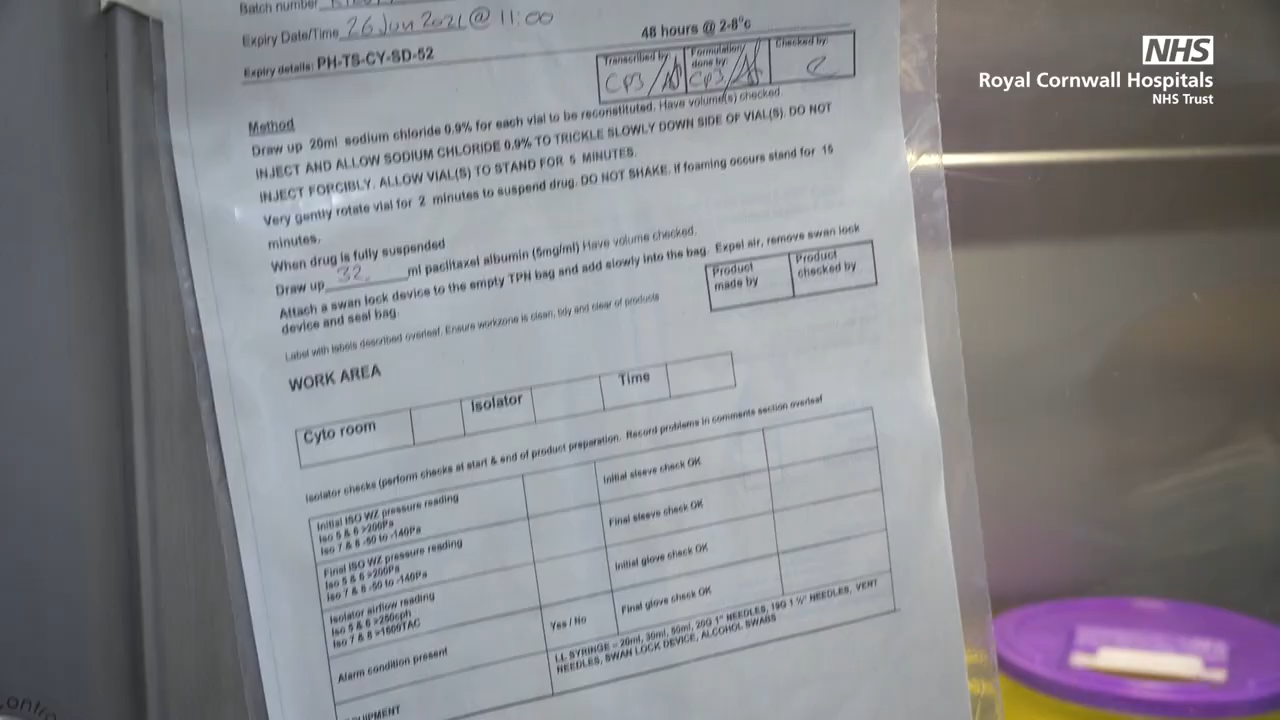 Batch number
Expiry Date/Time 26 Jun 2021 @ 11:00
48 hours @ 2-8°c
Expiry details: PH-TS-CY-SD-52
Transcribed by: CP3/
Formulation done by: CP3/
Checked by:
Method
Draw up 20ml sodium chloride 0.9% for each vial to be reconstituted. Have volume(s) checked.
INJECT AND ALLOW SODIUM CHLORIDE 0.9% TO TRICKLE SLOWLY DOWN SIDE OF VIAL(S). DO NOT
INJECT FORCIBLY. ALLOW VIAL(S) TO STAND FOR 5 MINUTES.
Very gently rotate vial for 2 minutes to suspend drug. DO NOT SHAKE. If foaming occurs stand for 15
minutes.
When drug is fully suspended
Draw up 32 ml paclitaxel albumin (5mg/ml) Have volume checked.
Attach a swan lock device to the empty TPN bag and add slowly into the bag. Expel air, remove swan lock
device and seal bag.
Product made by
Product checked by
Label with labels described overleaf. Ensure workzone is clean, tidy and clear of products
WORK AREA
Cyto room
Isolator
Time
Isolator checks (perform checks at start & end of product preparation. Record problems in comments section overleaf
Initial ISO WZ pressure reading
Iso 5 & 6 >200Pa
Iso 7 & 8 -50 to -140Pa
Initial sleeve check OK
Final ISO WZ pressure reading
Iso 5 & 6 >200Pa
Iso 7 & 8 -50 to -140Pa
Final sleeve check OK
Isolator airflow reading
Iso 5 & 6 >250cph
Iso 7 & 8 >1600TAC
Initial glove check OK
Alarm condition present
Yes / No
Final glove check OK
LL SYRINGE = 20ml, 30ml, 50ml, 20G 1" NEEDLES, 19G 1 ½" NEEDLES, VENT
NEEDLES, SWAN LOCK DEVICE, ALCOHOL SWABS
NHS
Royal Cornwall Hospitals
NHS Trust